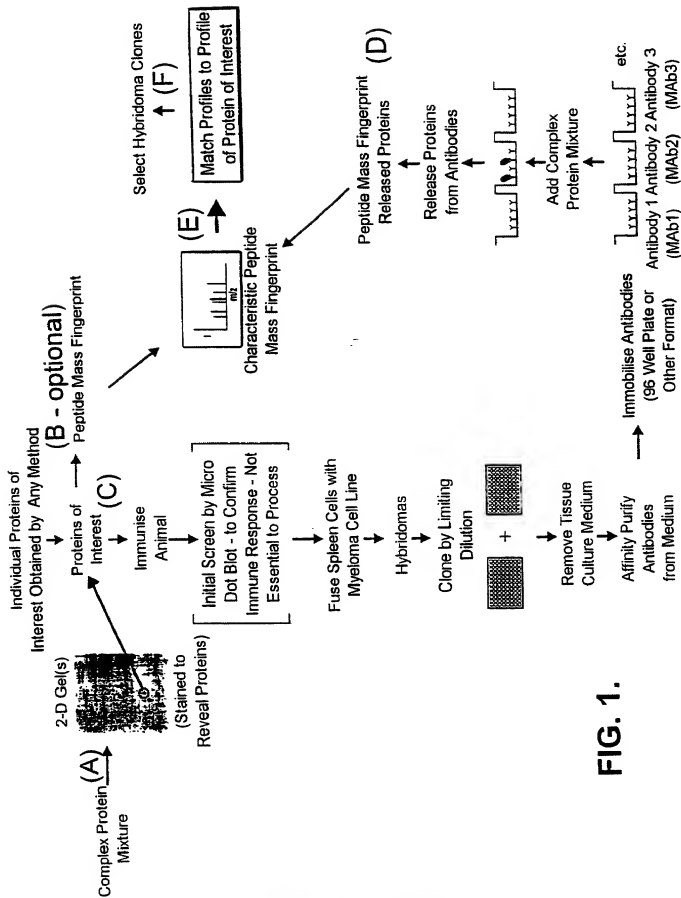 Individual Proteins of
Interest Obtained by Any Method
Complex Protein
Mixture
(A)
2-D Gel(s)
(Stained to
Reveal Proteins)
Proteins of
Interest
(C)
(B - optional)
Peptide Mass Fingerprint
Immunise
Animal
Initial Screen by Micro
Dot Blot - to Confirm
Immune Response - Not
Essential to Process
Fuse Spleen Cells with
Myeloma Cell Line
Hybridomas
Clone by Limiting
Dilution
+
Remove Tissue
Culture Medium
Affinity Purify
Antibodies
from Medium
Immobilise Antibodies
(96 Well Plate or
Other Format)
etc.
Antibody 1 Antibody 2 Antibody 3
(MAb1) (MAb2) (MAb3)
Add Complex
Protein Mixture
Release Proteins
from Antibodies
Peptide Mass Fingerprint
Released Proteins
(D)
m/z
Characteristic Peptide
Mass Fingerprint
(E)
Match Profiles to Profile
of Protein of Interest
(F)
Select Hybridoma Clones
FIG. 1.